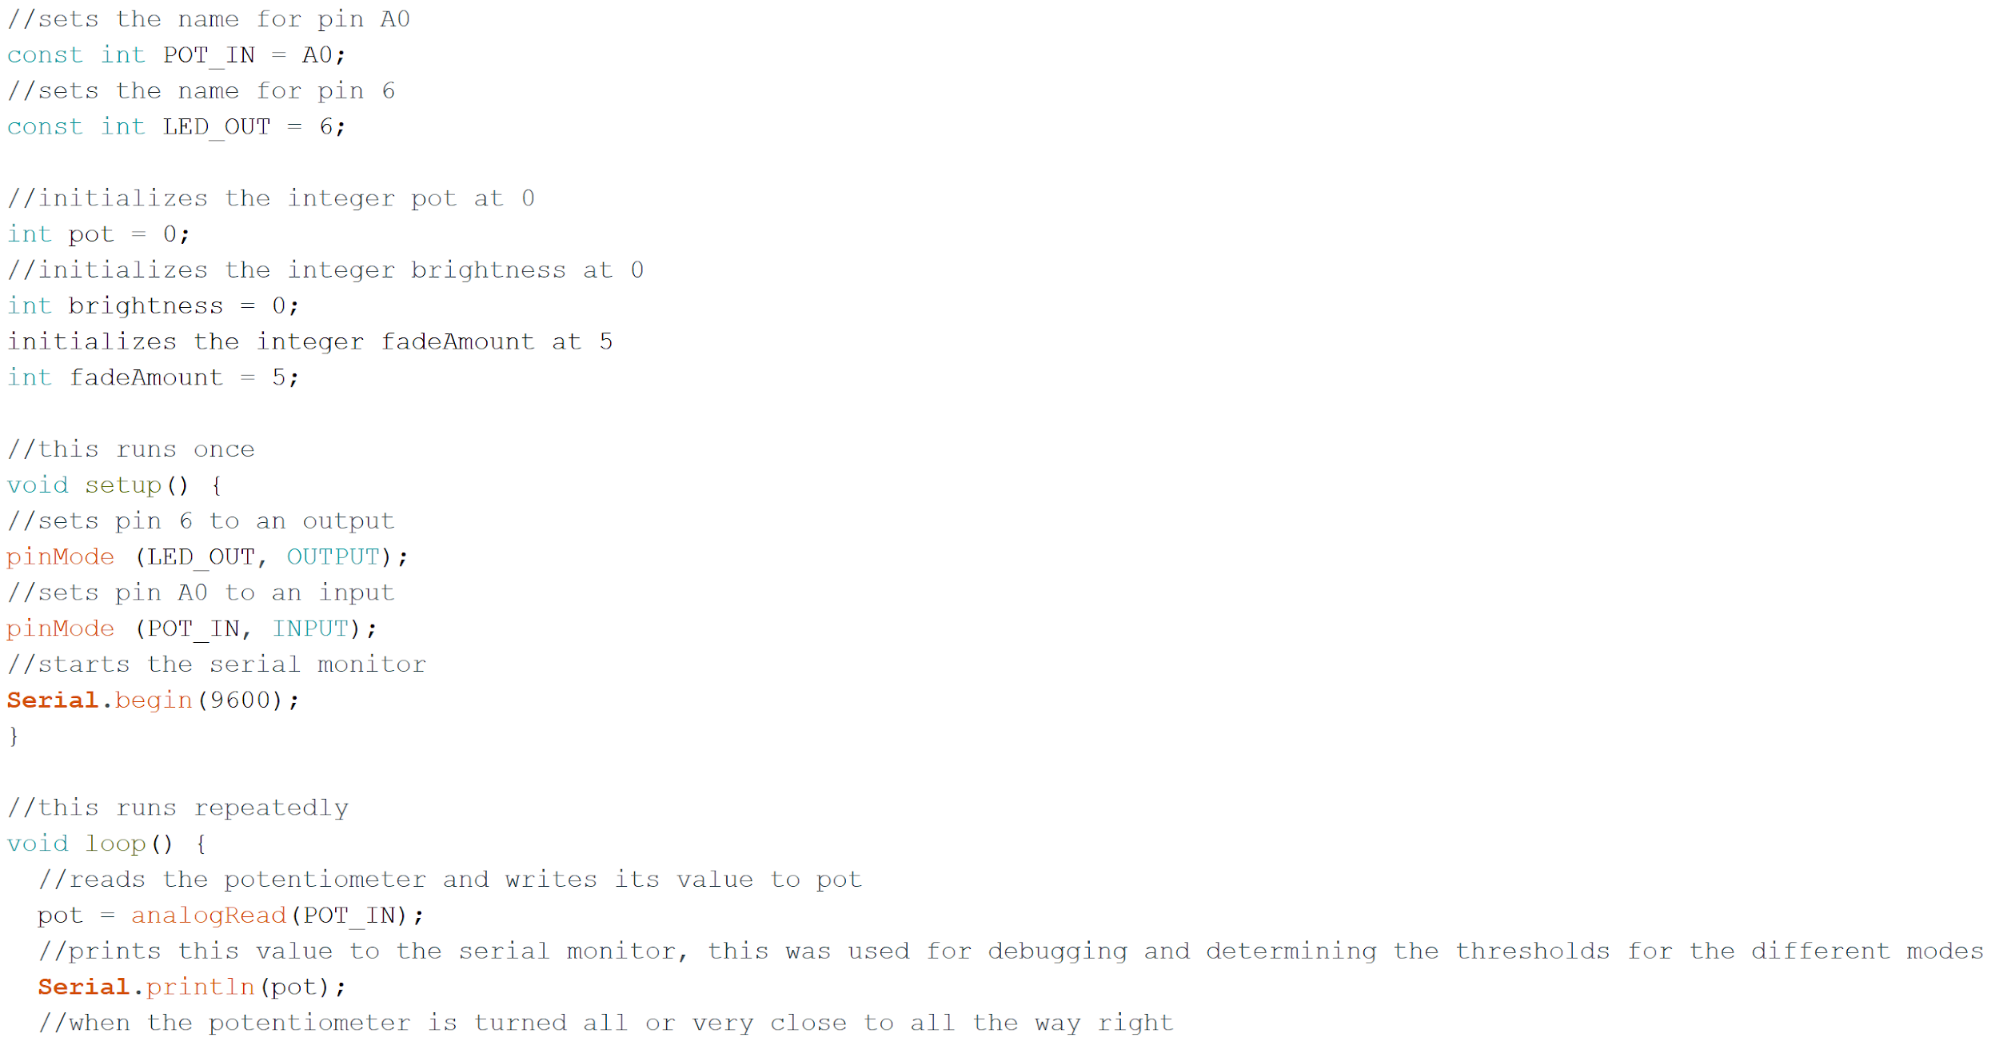 //sets the name for pin A0
const int POT_IN = A0;
//sets the name for pin 6
const int LED_OUT = 6;
//initializes the integer pot at 0
int pot = 0;
//initializes the integer brightness at 0
int brightness = 0;
initializes the integer fadeAmount at 5
int fadeAmount = 5;
//this runs once
void setup() {
//sets pin 6 to an output
pinMode (LED_OUT, OUTPUT);
//sets pin A0 to an input
pinMode (POT_IN, INPUT);
//starts the serial monitor
Serial.begin(9600);
}
//this runs repeatedly
void loop() {
  //reads the potentiometer and writes its value to pot
  pot = analogRead(POT_IN);
  //prints this value to the serial monitor, this was used for debugging and determining the thresholds for the different modes
  Serial.println(pot);
  //when the potentiometer is turned all or very close to all the way right